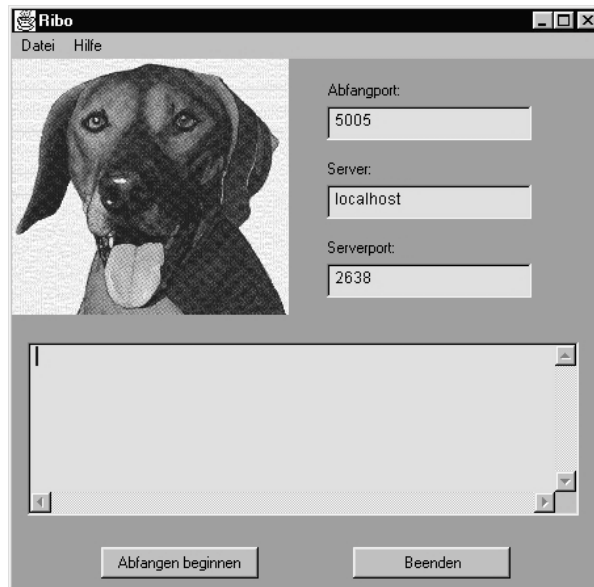 Ribo
Datei Hilfe
Abfangport:
5005
Server:
localhost
Serverport:
2638
Abfangen beginnen
Beenden